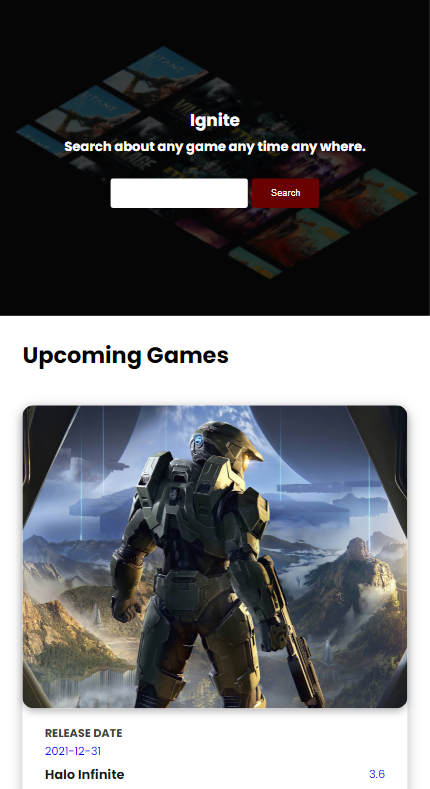 Ignite
Search about any game any time any where.
Search
Upcoming Games
RELEASE DATE
2021-12-31
Halo Infinite 3.6